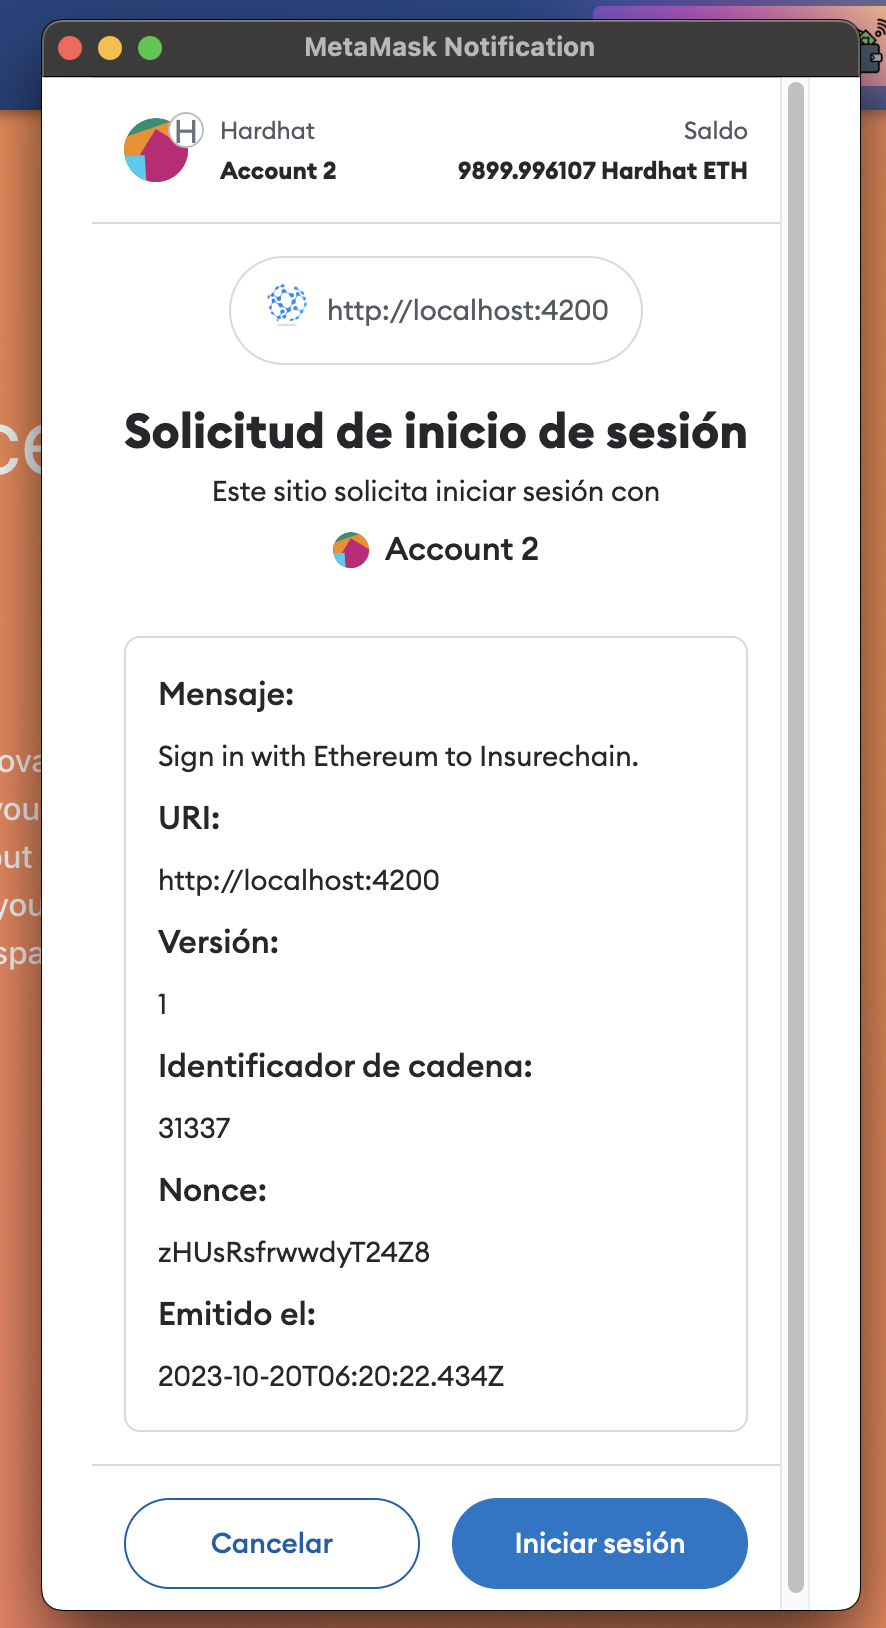 MetaMask Notification
Hardhat
Saldo
Account 2
9899.996107 Hardhat ETH
H
http://localhost:4200
Solicitud de inicio de sesión
Este sitio solicita iniciar sesión con
Account 2
Mensaje:
Sign in with Ethereum to Insurechain.
URI:
http://localhost:4200
Versión:
1
Identificador de cadena:
31337
Nonce:
zHUsRsfrwwdyT24Z8
Emitido el:
2023-10-20T06:20:22.434Z
Cancelar
Iniciar sesión